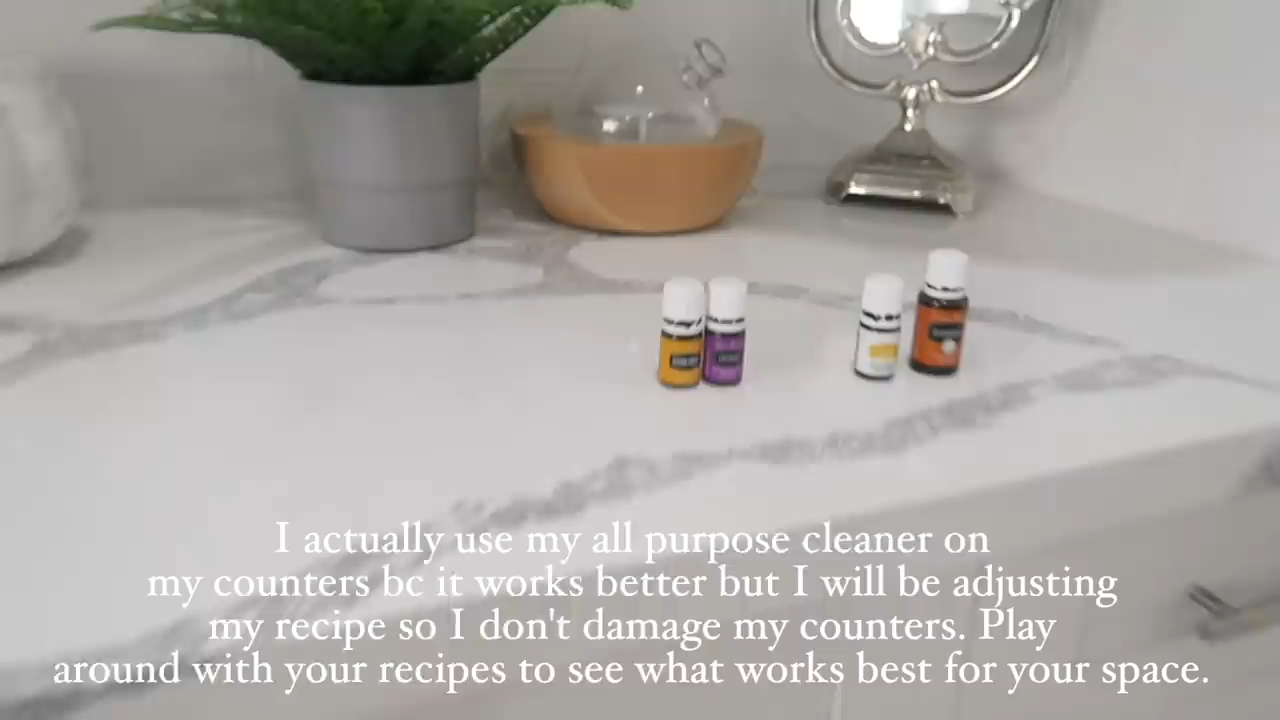 I actually use my all purpose cleaner on
my counters bc it works better but I will be adjusting
my recipe so I don't damage my counters. Play
around with your recipes to see what works best for your space.